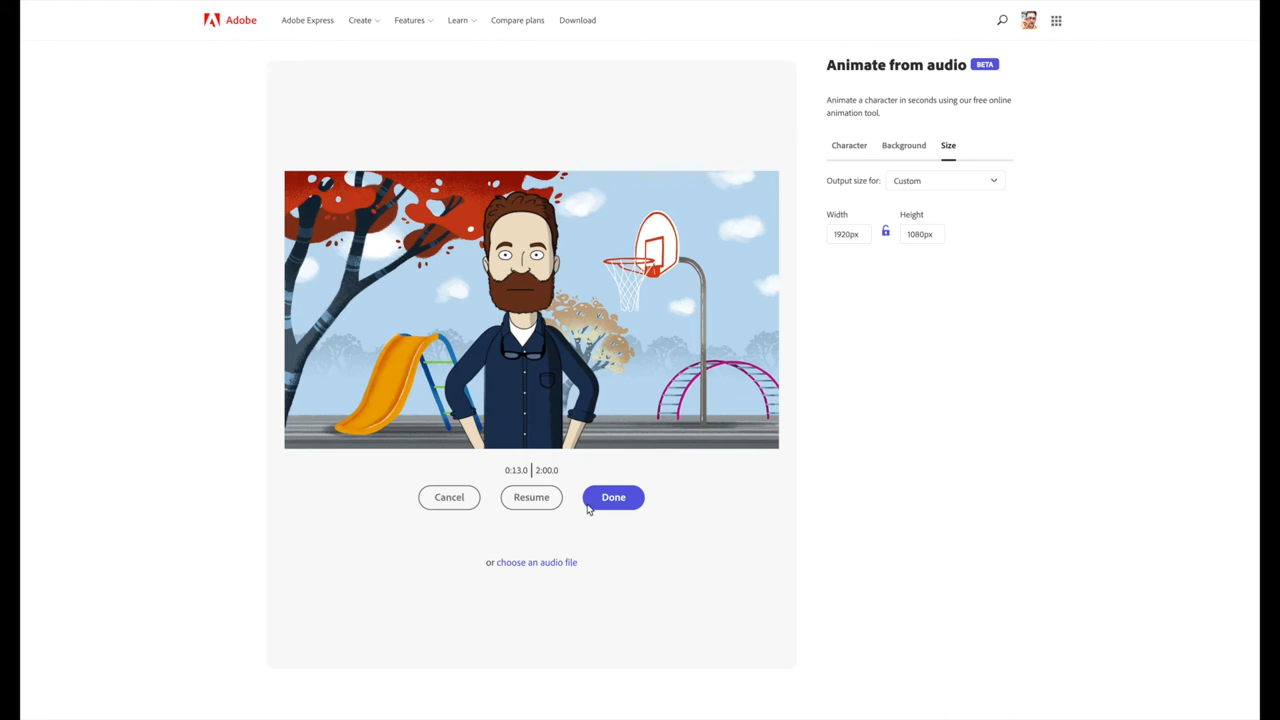 Adobe
Adobe Express
Create
Features
Learn
Compare plans
Download
Animate from audio BETA
Animate a character in seconds using our free online
animation tool.
Character
Background
Size
Output size for: Custom
Width
Height
1920px
1080px
0:13.0 2:00.0
Cancel
Resume
Done
or choose an audio file